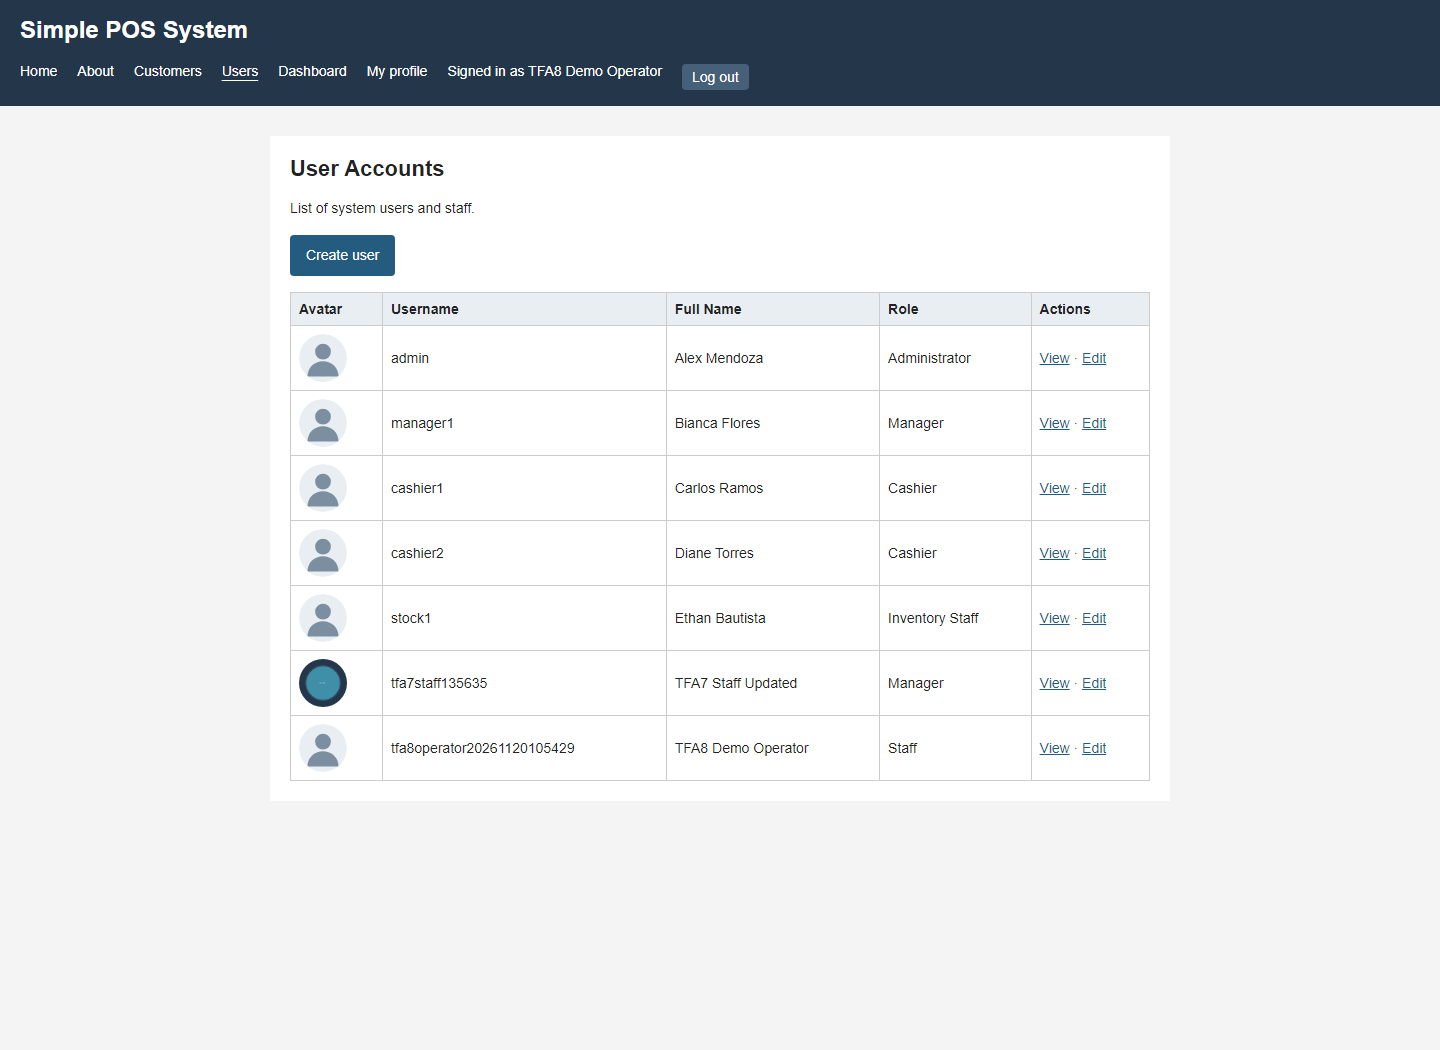 Simple POS System
Home About Customers Users Dashboard My profile Signed in as TFA8 Demo Operator Log out
User Accounts
List of system users and staff.
Create user
Avatar Username Full Name Role Actions
admin Alex Mendoza Administrator View · Edit
manager1 Bianca Flores Manager View · Edit
cashier1 Carlos Ramos Cashier View · Edit
cashier2 Diane Torres Cashier View · Edit
stock1 Ethan Bautista Inventory Staff View · Edit
tfa7staff135635 TFA7 Staff Updated Manager View · Edit
tfa8operator20261120105429 TFA8 Demo Operator Staff View · Edit